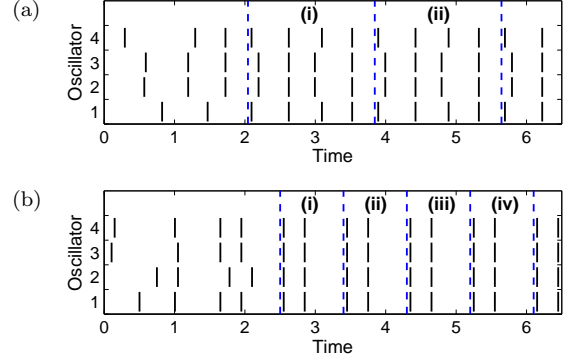 (a)
(i) (ii)
Oscillator
4
3
2
1
0 1 2 3 4 5 6
Time
(b)
(i) (ii) (iii) (iv)
Oscillator
4
3
2
1
0 1 2 3 4 5 6
Time